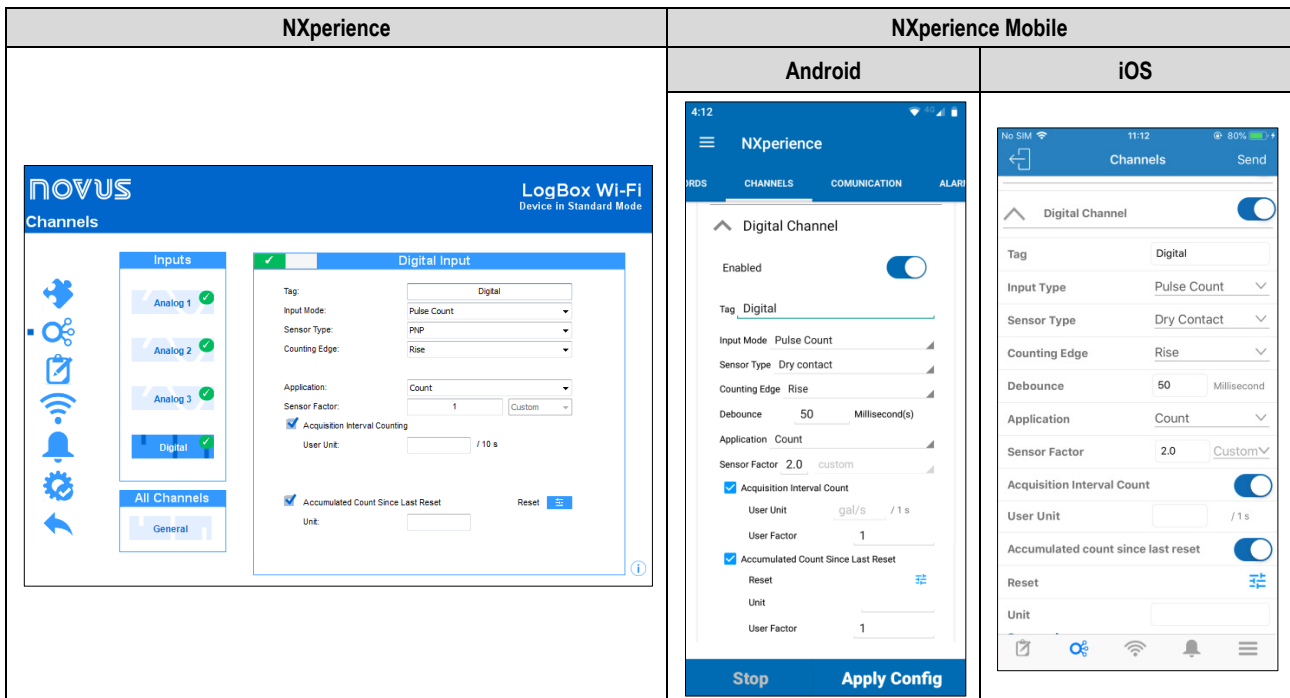 NXperience
NXperience Mobile
Android
iOS
novus
LogBox Wi-Fi
Device in Standard Mode
Channels
Inputs
Analog 1
Analog 2
Analog 3
Digital
All Channels
General
Digital Input
Tag: Digital
Input Mode: Pulse Count
Sensor Type: PNP
Counting Edge: Rise
Application: Count
Sensor Factor: 1 Custom
Acquisition Interval Counting
User Unit: / 10 s
Accumulated Count Since Last Reset Reset
Unit:
4:12 4G
NXperience
ORDS CHANNELS COMUNICATION ALAR
Digital Channel
Enabled
Tag Digital
Input Mode Pulse Count
Sensor Type Dry contact
Counting Edge Rise
Debounce 50 Millisecond(s)
Application Count
Sensor Factor 2.0 custom
Acquisition Interval Count
User Unit gal/s / 1 s
User Factor 1
Accumulated Count Since Last Reset
Reset
Unit
User Factor 1
Stop Apply Config
No SIM 11:12 80%
Channels Send
Digital Channel
Tag Digital
Input Type Pulse Count
Sensor Type Dry Contact
Counting Edge Rise
Debounce 50 Millisecond
Application Count
Sensor Factor 2.0 Custom
Acquisition Interval Count
User Unit / 1 s
Accumulated count since last reset
Reset
Unit